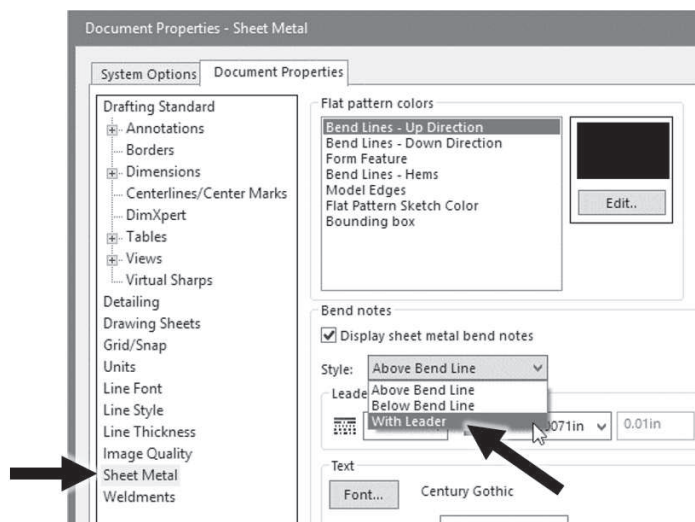 Document Properties - Sheet Metal
System Options
Document Properties
Drafting Standard
Annotations
Borders
Dimensions
Centerlines/Center Marks
DimXpert
Tables
Views
Virtual Sharps
Detailing
Drawing Sheets
Grid/Snap
Units
Line Font
Line Style
Line Thickness
Image Quality
Sheet Metal
Weldments
Flat pattern colors
Bend Lines - Up Direction
Bend Lines - Down Direction
Form Feature
Bend Lines - Hems
Model Edges
Flat Pattern Sketch Color
Bounding box
Edit..
Bend notes
Display sheet metal bend notes
Style: Above Bend Line
Above Bend Line
Below Bend Line
With Leader
Leade
071in 0.01in
Text
Font... Century Gothic